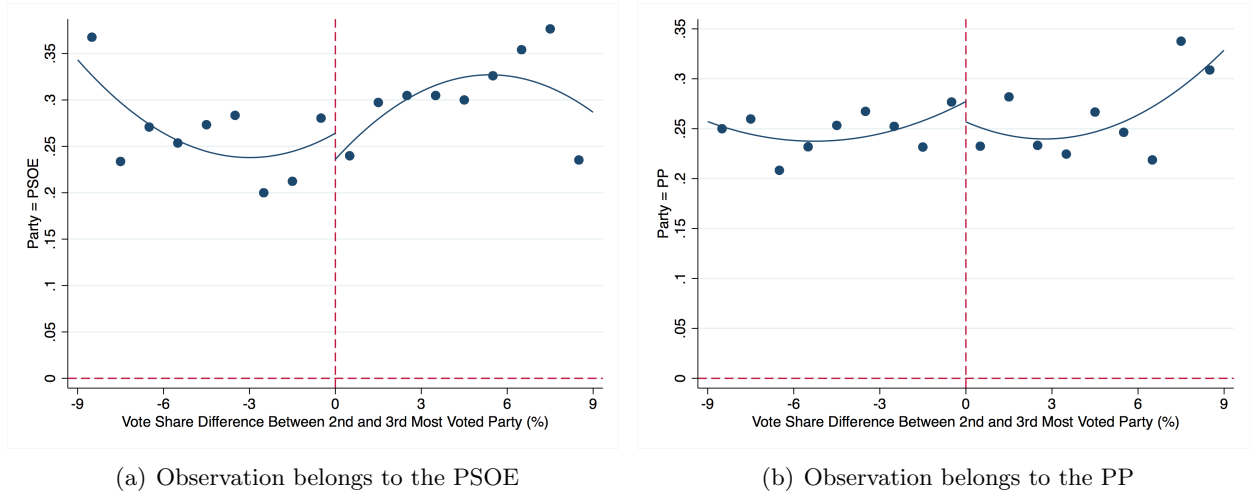 Party = PSOE
.35
.3
.25
.2
.15
.1
.05
0
-9 -6 -3 0 3 6 9
Vote Share Difference Between 2nd and 3rd Most Voted Party (%)
(a) Observation belongs to the PSOE
Party = PP
.35
.3
.25
.2
.15
.1
.05
0
-9 -6 -3 0 3 6 9
Vote Share Difference Between 2nd and 3rd Most Voted Party (%)
(b) Observation belongs to the PP